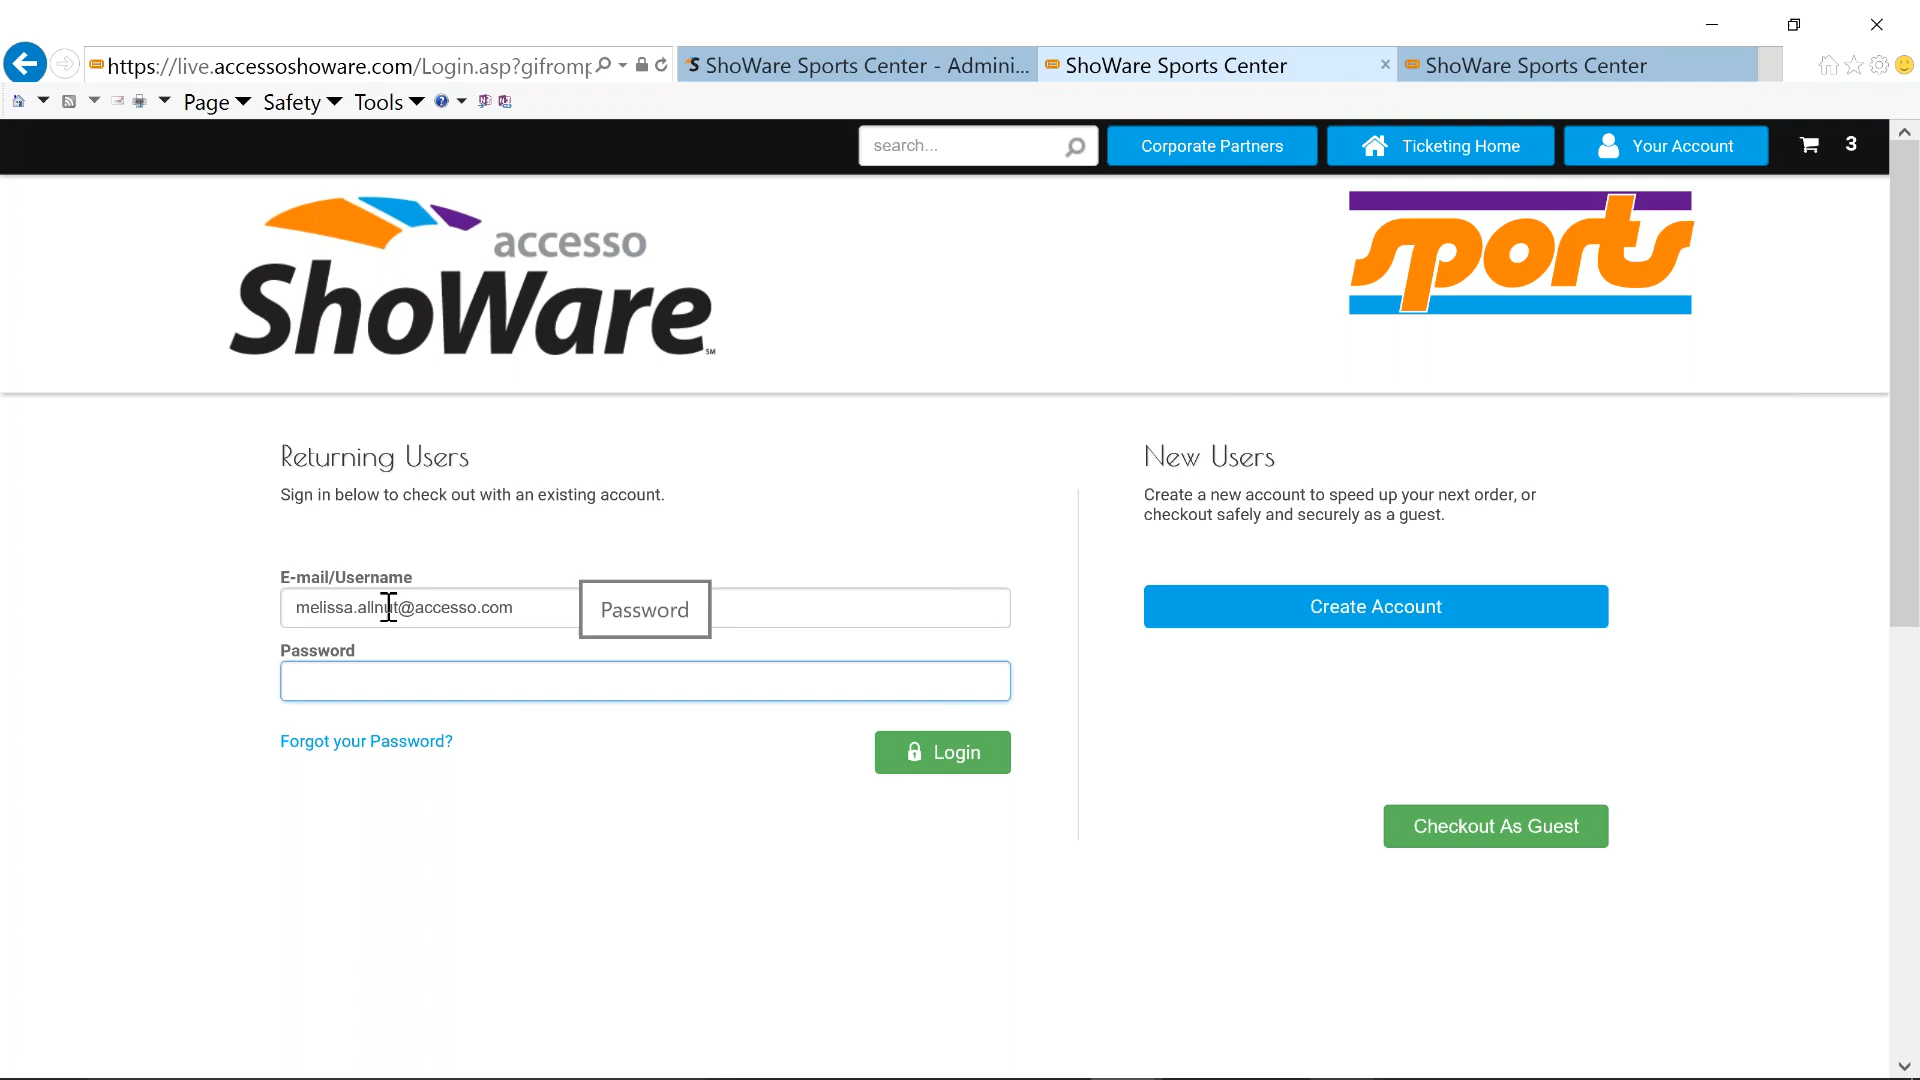 https://live.accessoshoware.com/Login.asp?gifromp
ShoWare Sports Center - Admini...
ShoWare Sports Center
ShoWare Sports Center
Page
Safety
Tools
search...
Corporate Partners
Ticketing Home
Your Account
3
accesso
ShoWare
SM
sports
Returning Users
Sign in below to check out with an existing account.
E-mail/Username
melissa.allnut@accesso.com
Password
Password
Forgot your Password?
Login
New Users
Create a new account to speed up your next order, or
checkout safely and securely as a guest.
Create Account
Checkout As Guest